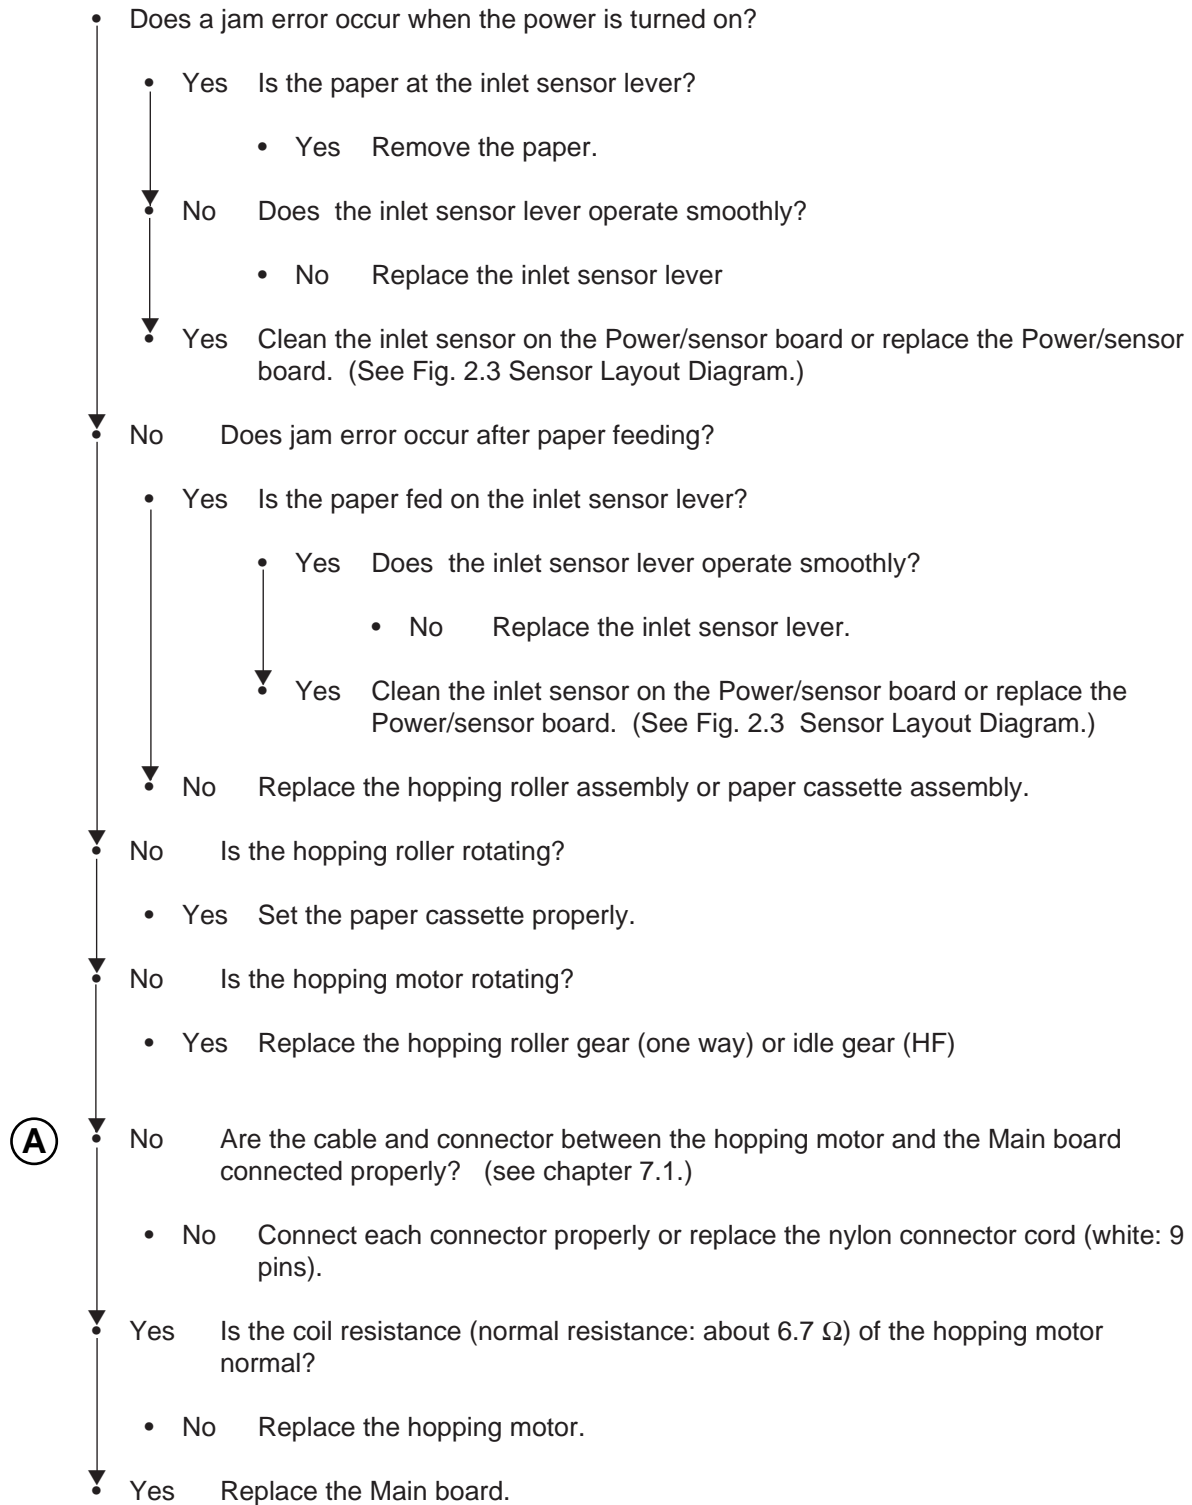 • Does a jam error occur when the power is turned on?
• Yes Is the paper at the inlet sensor lever?
• Yes Remove the paper.
• No Does the inlet sensor lever operate smoothly?
• No Replace the inlet sensor lever
• Yes Clean the inlet sensor on the Power/sensor board or replace the Power/sensor
board. (See Fig. 2.3 Sensor Layout Diagram.)
• No Does jam error occur after paper feeding?
• Yes Is the paper fed on the inlet sensor lever?
• Yes Does the inlet sensor lever operate smoothly?
• No Replace the inlet sensor lever.
• Yes Clean the inlet sensor on the Power/sensor board or replace the
Power/sensor board. (See Fig. 2.3 Sensor Layout Diagram.)
• No Replace the hopping roller assembly or paper cassette assembly.
• No Is the hopping roller rotating?
• Yes Set the paper cassette properly.
• No Is the hopping motor rotating?
• Yes Replace the hopping roller gear (one way) or idle gear (HF)
A • No Are the cable and connector between the hopping motor and the Main board
connected properly? (see chapter 7.1.)
• No Connect each connector properly or replace the nylon connector cord (white: 9
pins).
• Yes Is the coil resistance (normal resistance: about 6.7 Ω) of the hopping motor
normal?
• No Replace the hopping motor.
• Yes Replace the Main board.